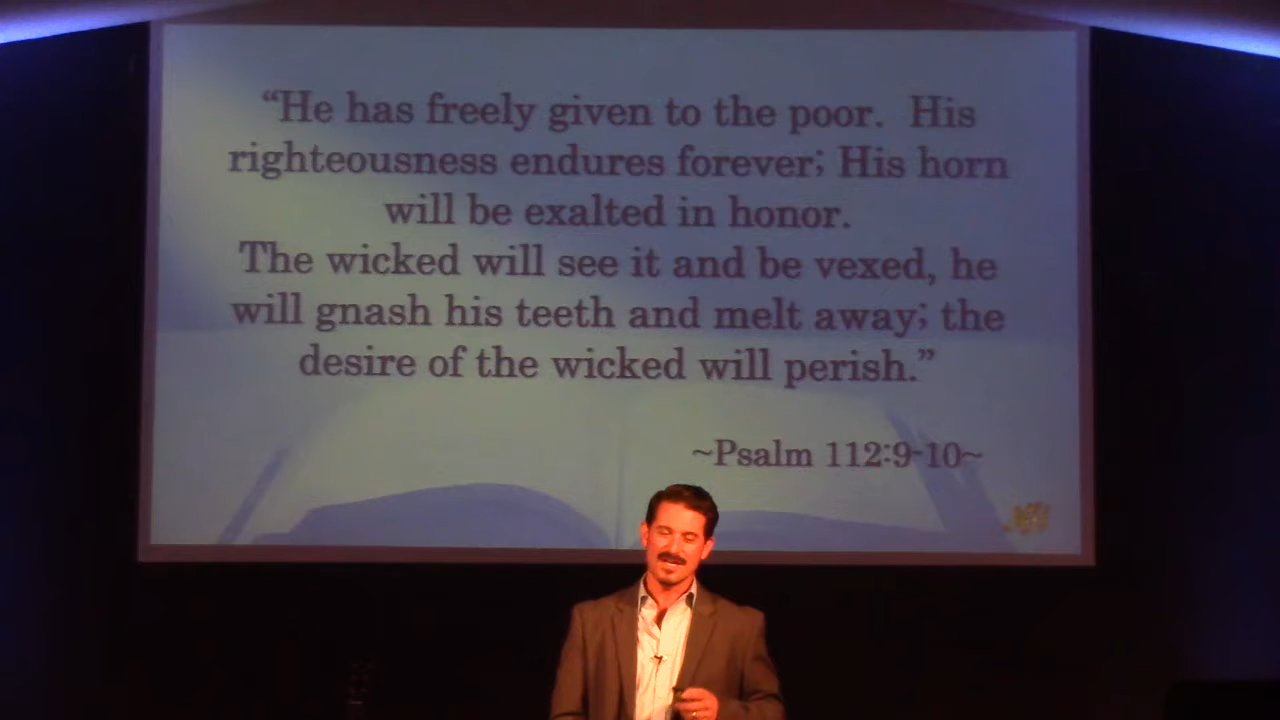 “He has freely given to the poor.  His
righteousness endures forever; His horn
will be exalted in honor.
The wicked will see it and be vexed, he
will gnash his teeth and melt away; the
desire of the wicked will perish.”
~Psalm 112:9-10~